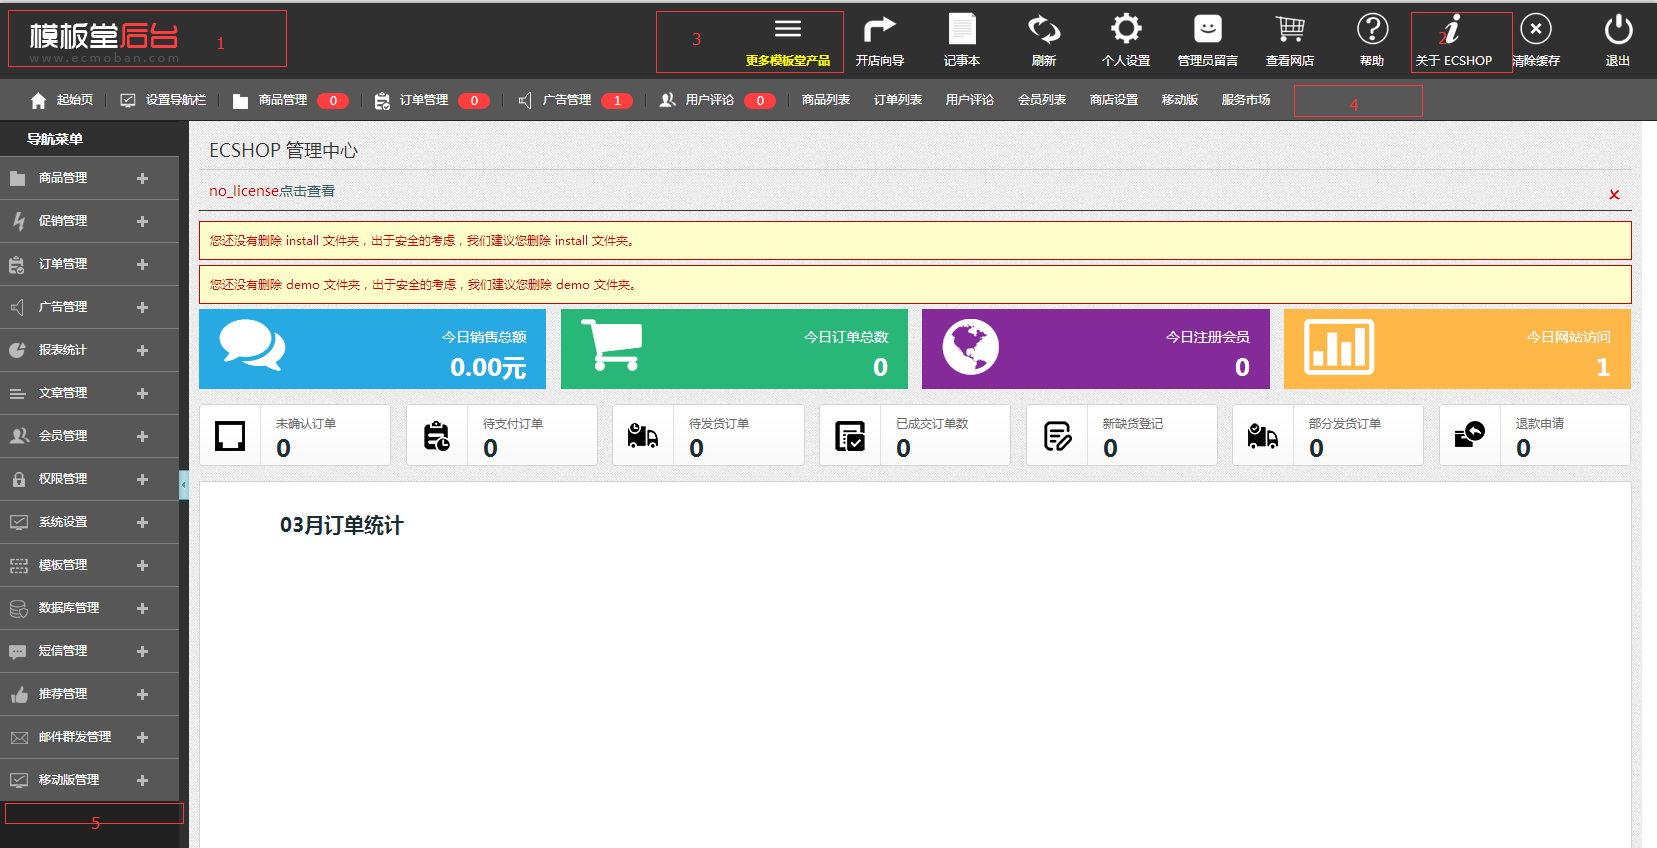 模板堂后台
www.ecmoban.com
1
3
更多模板堂产品
开店向导
记事本
刷新
个人设置
管理员留言
查看网店
帮助
2
关于 ECSHOP
清除缓存
退出
起始页
设置导航栏
商品管理 0
订单管理 0
广告管理 1
用户评论 0
商品列表
订单列表
用户评论
会员列表
商店设置
移动版
服务市场
4
导航菜单
商品管理
促销管理
订单管理
广告管理
报表统计
文章管理
会员管理
权限管理
系统设置
模板管理
数据库管理
短信管理
推荐管理
邮件群发管理
移动版管理
5
ECSHOP 管理中心
no_license点击查看
您还没有删除 install 文件夹，出于安全的考虑，我们建议您删除 install 文件夹。
您还没有删除 demo 文件夹，出于安全的考虑，我们建议您删除 demo 文件夹。
今日销售总额
0.00元
今日订单总数
0
今日注册会员
0
今日网站访问
1
未确认订单
0
待支付订单
0
待发货订单
0
已成交订单数
0
新缺货登记
0
部分发货订单
0
退款申请
0
03月订单统计